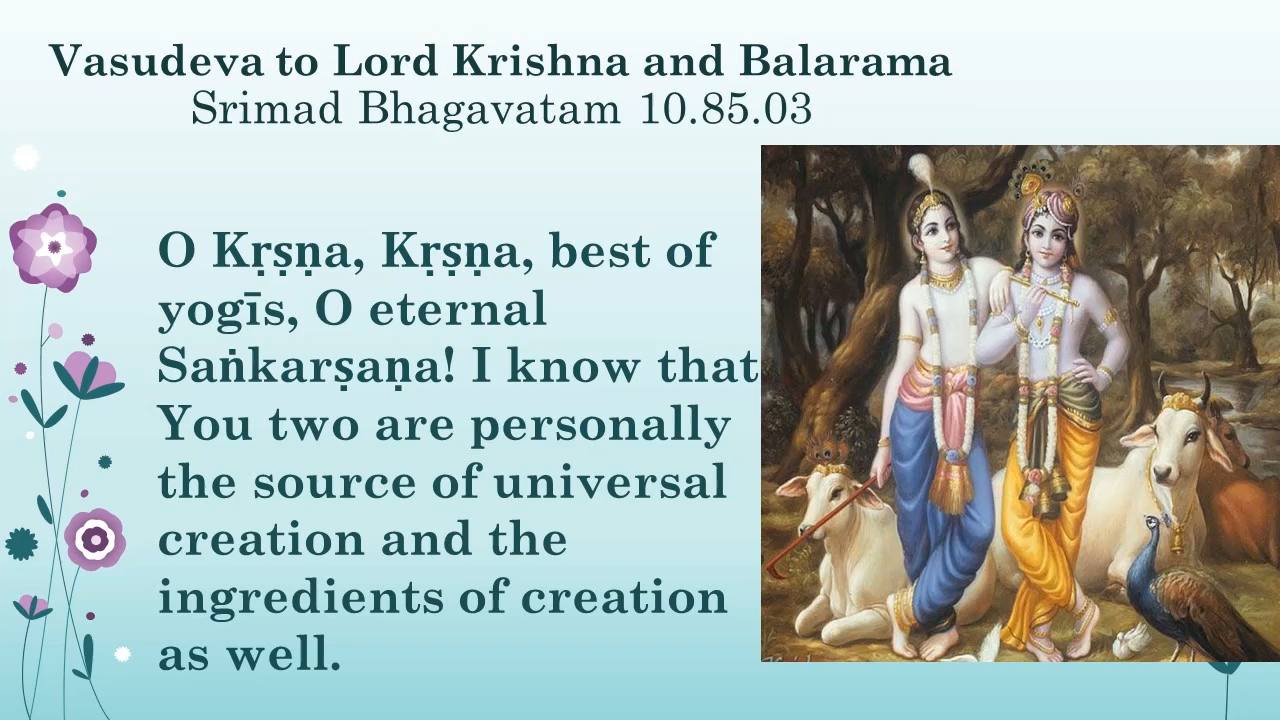 Vasudeva to Lord Krishna and Balarama
Srimad Bhagavatam 10.85.03
O Kṛṣṇa, Kṛṣṇa, best of
yogīs, O eternal
Saṅkarṣaṇa! I know that
You two are personally
the source of universal
creation and the
ingredients of creation
as well.